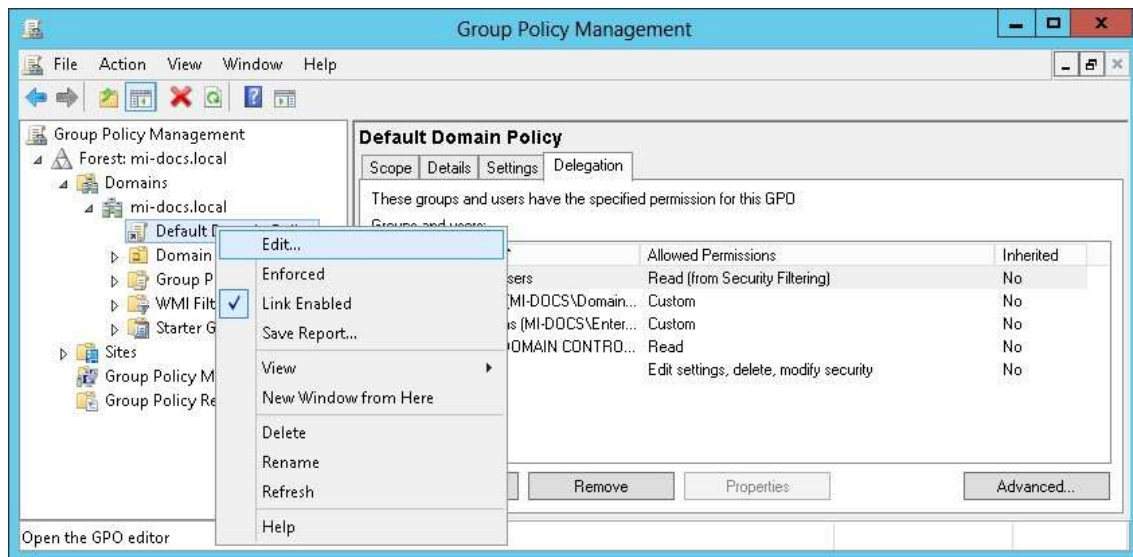 Group Policy Management
File Action View Window Help
Group Policy Management
Forest: mi-docs.local
Domains
mi-docs.local
Default
Domain
Group P
WMI Filt
Starter G
Sites
Group Policy M
Group Policy Re
Edit...
Enforced
Link Enabled
Save Report...
View
New Window from Here
Delete
Rename
Refresh
Help
Default Domain Policy
Scope Details Settings Delegation
These groups and users have the specified permission for this GPO
Groups and users:
Allowed Permissions Inherited
sers Read (from Security Filtering) No
(MI-DOCS\Domain... Custom No
s (MI-DOCS\Enter... Custom No
OMAIN CONTRO... Read No
Edit settings, delete, modify security No
Remove Properties Advanced...
Open the GPO editor